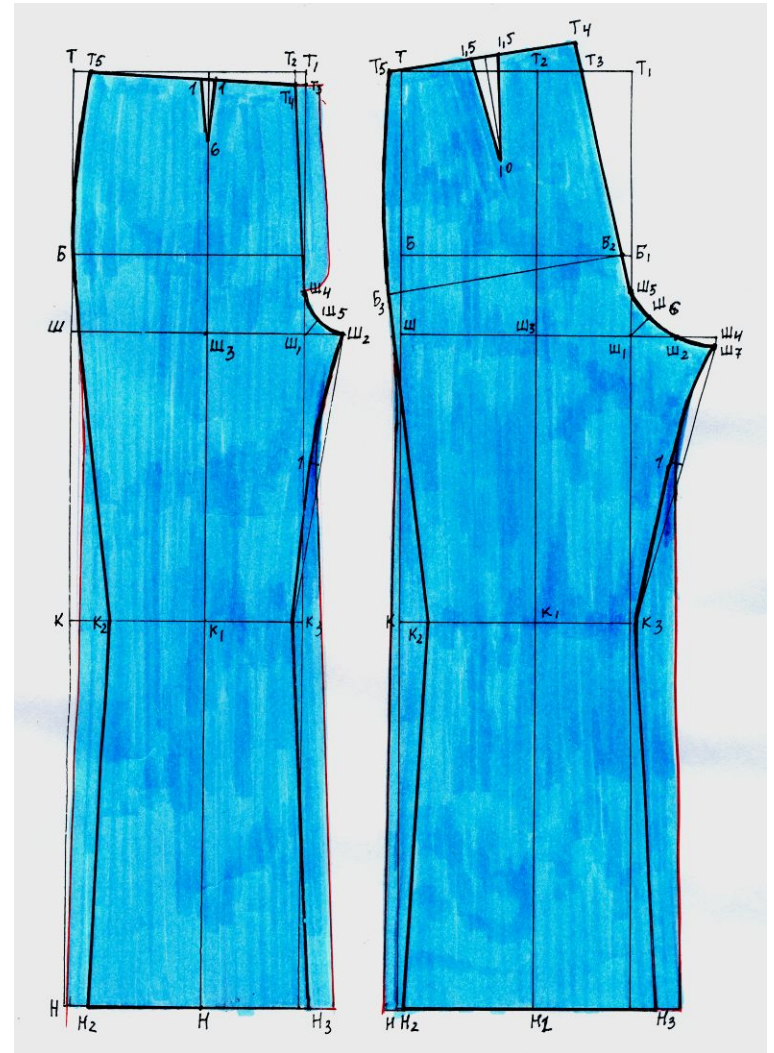 Т Т5 Т2 Т1
1 1 Т4 Т3
6
Б
Ш4
Ш5
Ш Ш3 Ш1 Ш2
1
К К2 К1 К3
Н Н2 Н Н3
Т4
Т5 Т 1,5 1,5 Т2 Т3 Т1
10
Б Б2 Б1
Б3 Ш5
Ш6
Ш Ш3 Ш1 Ш2 Ш4
Ш7
1
К К2 К1 К3
Н Н2 Н1 Н3